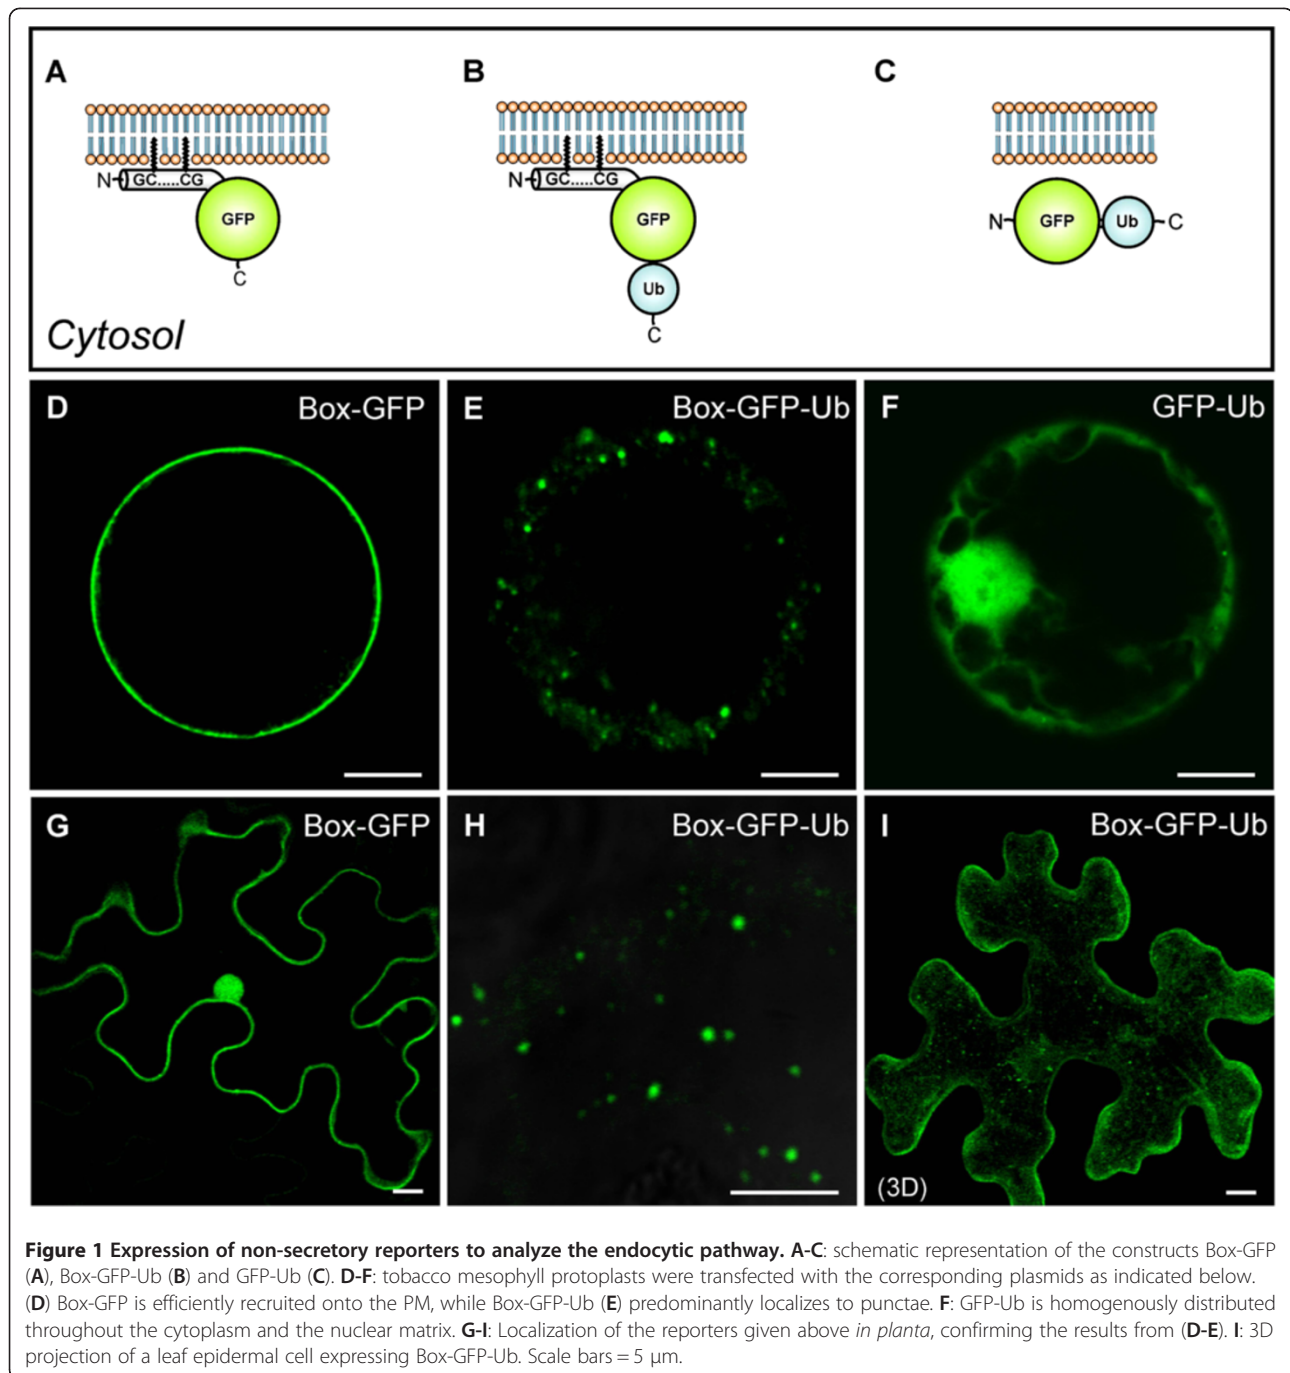 A
B
C
N
GC.....CG
GFP
C
N
GC.....CG
GFP
Ub
C
N
GFP
Ub
C
Cytosol
D
Box-GFP
E
Box-GFP-Ub
F
GFP-Ub
G
Box-GFP
H
Box-GFP-Ub
I
Box-GFP-Ub
(3D)
Figure 1 Expression of non-secretory reporters to analyze the endocytic pathway. A-C: schematic representation of the constructs Box-GFP
(A), Box-GFP-Ub (B) and GFP-Ub (C). D-F: tobacco mesophyll protoplasts were transfected with the corresponding plasmids as indicated below.
(D) Box-GFP is efficiently recruited onto the PM, while Box-GFP-Ub (E) predominantly localizes to punctae. F: GFP-Ub is homogenously distributed
throughout the cytoplasm and the nuclear matrix. G-I: Localization of the reporters given above in planta, confirming the results from (D-E). I: 3D
projection of a leaf epidermal cell expressing Box-GFP-Ub. Scale bars = 5 μm.